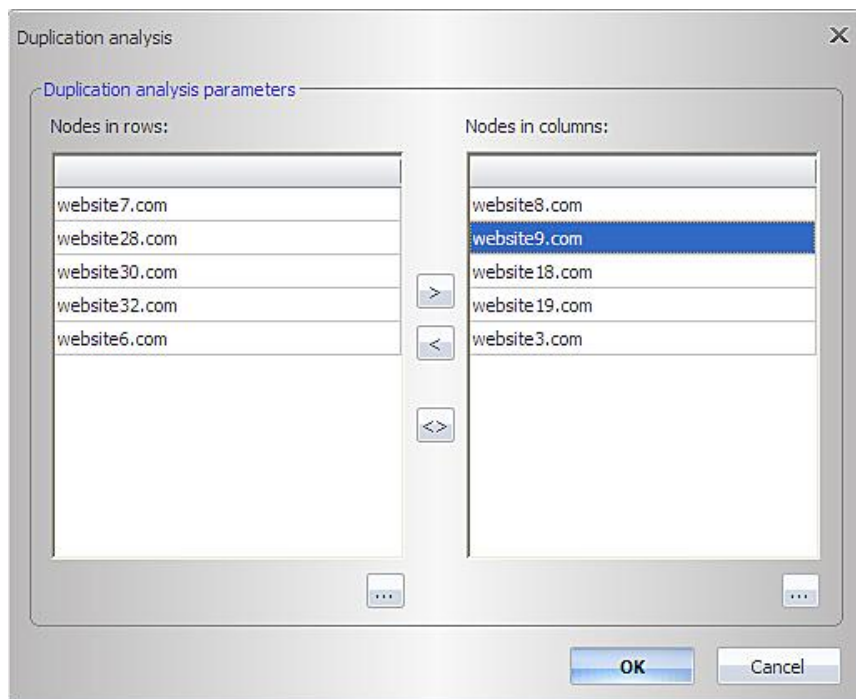 Duplication analysis
Duplication analysis parameters
Nodes in rows:
website7.com
website28.com
website30.com
website32.com
website6.com
>
<
<>
Nodes in columns:
website8.com
website9.com
website18.com
website19.com
website3.com
...
...
OK
Cancel